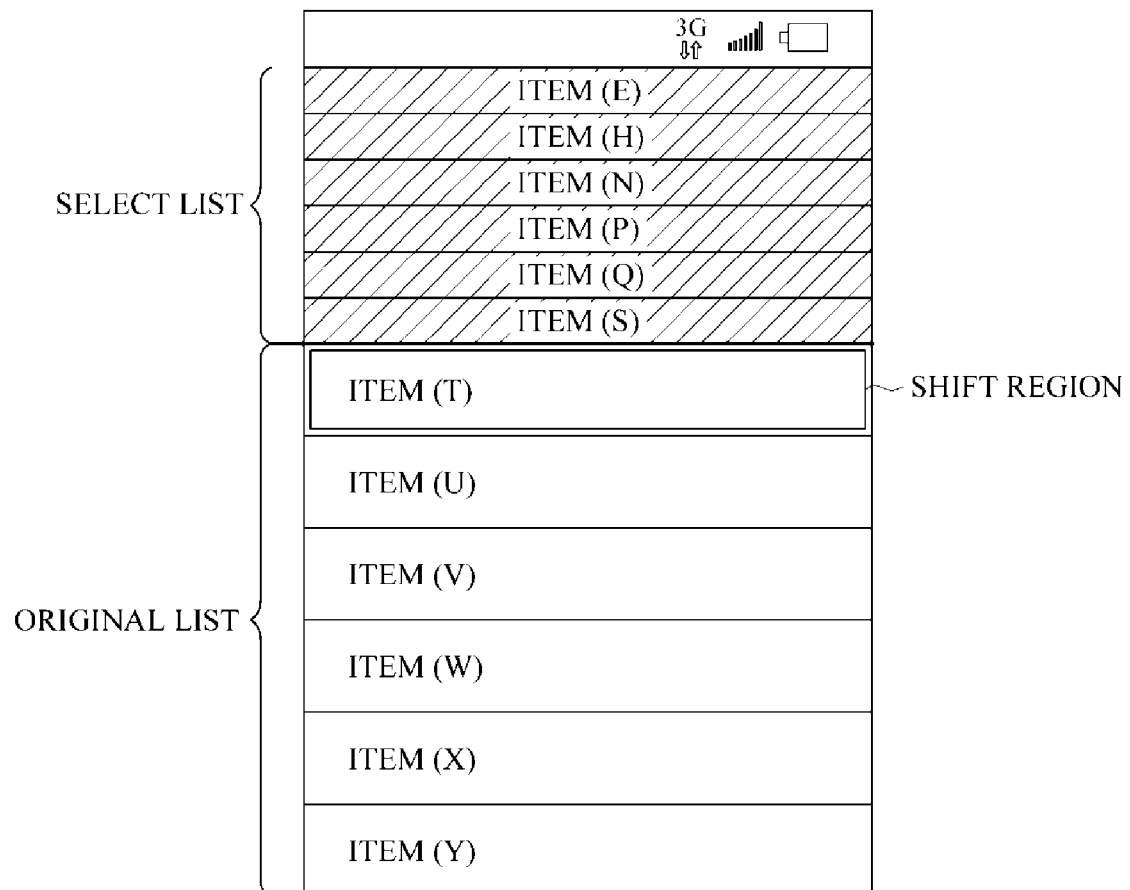 3G
ITEM (E)
ITEM (H)
ITEM (N)
SELECT LIST
ITEM (P)
ITEM (Q)
ITEM (S)
ITEM (T)
SHIFT REGION
ITEM (U)
ITEM (V)
ORIGINAL LIST
ITEM (W)
ITEM (X)
ITEM (Y)